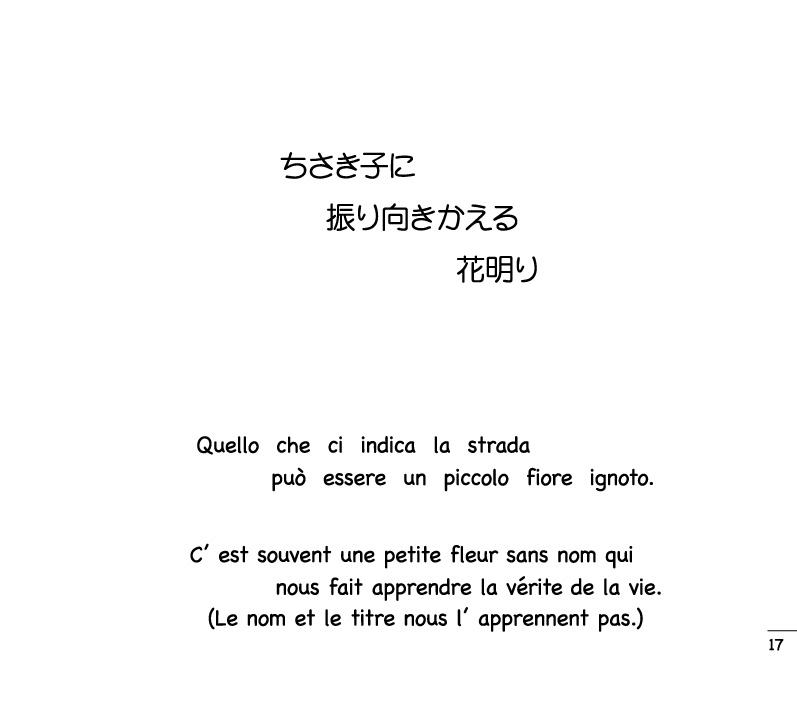 ちさき子に
振り向きかえる
花明り
Quello che ci indica la strada
può essere un piccolo fiore ignoto.
C’ est souvent une petite fleur sans nom qui
nous fait apprendre la vérite de la vie.
(Le nom et le titre nous l’ apprennent pas.)
17